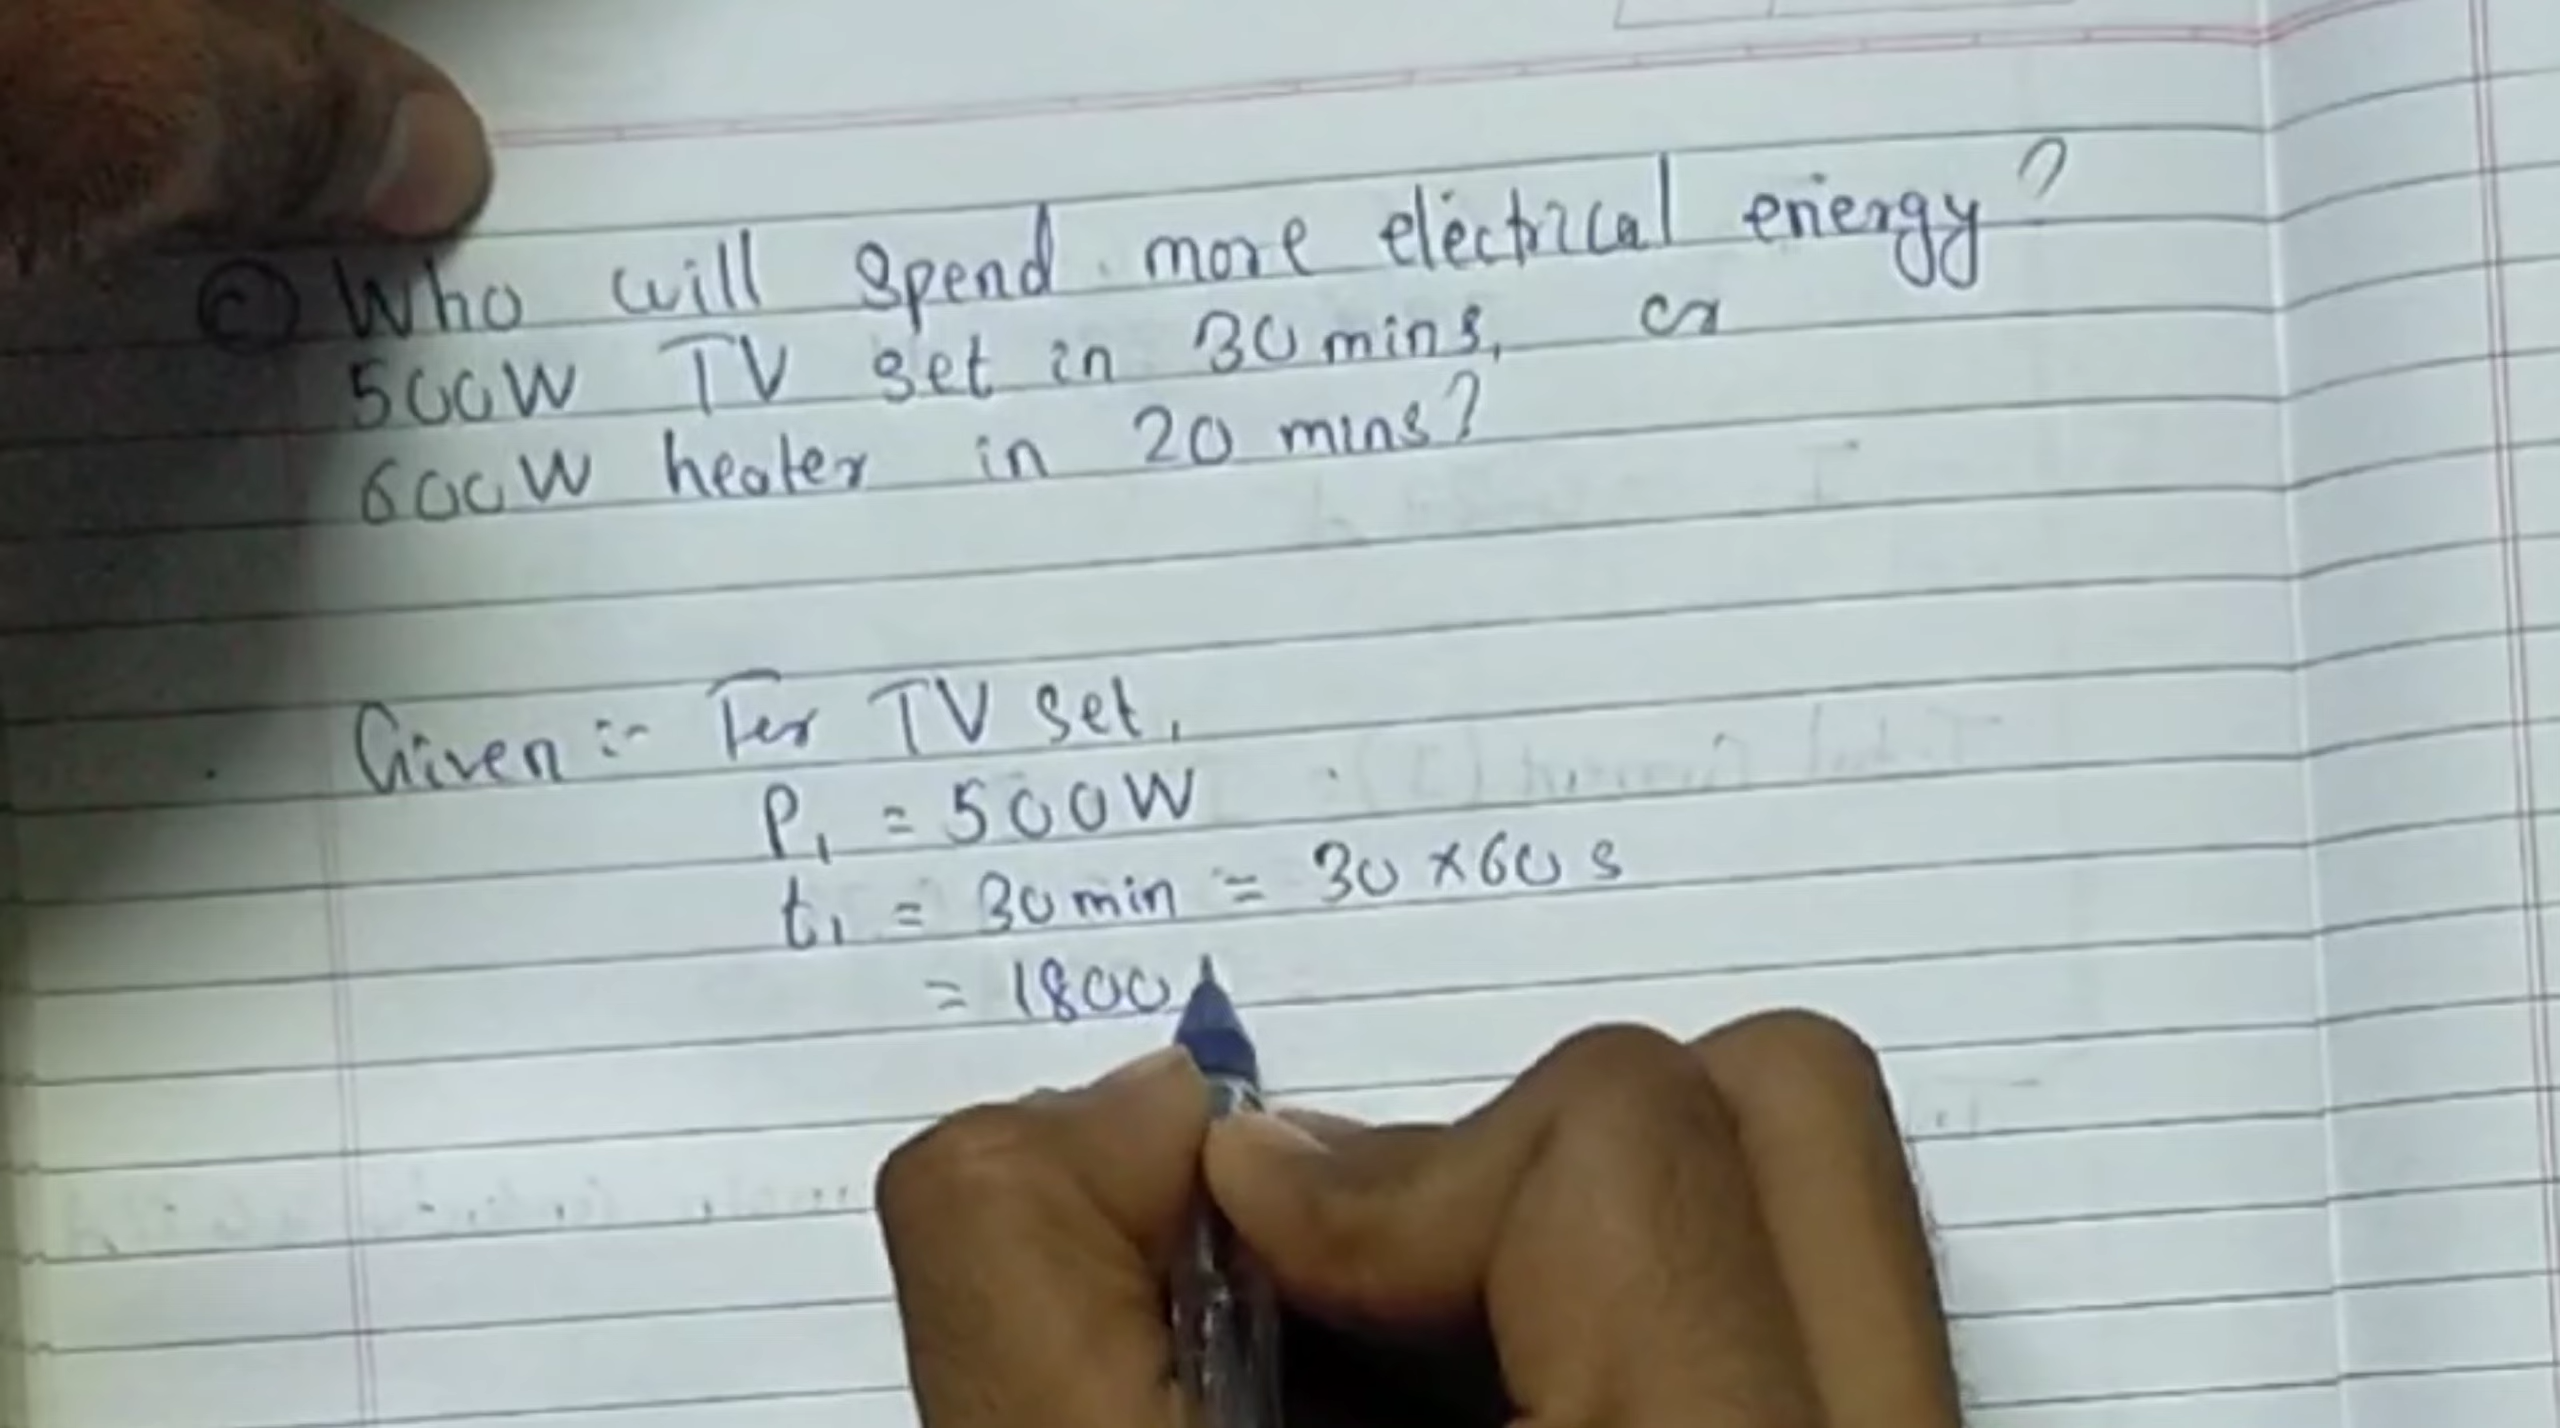 c) Who will spend more electrical energy?
500W TV set in 30 mins, or
600W heater in 20 mins?
Given :- For TV set,
P₁ = 500W
t₁ = 30 min = 30 × 60 s
= 1800